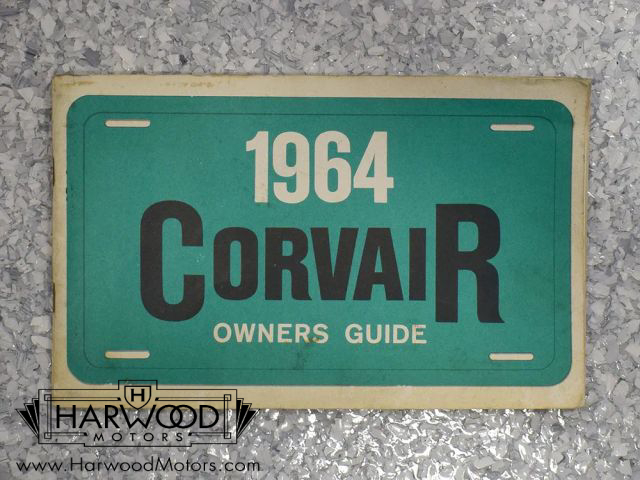 1964
CORVAIR
OWNERS GUIDE
H
HARWOOD
MOTORS
www.HarwoodMotors.com